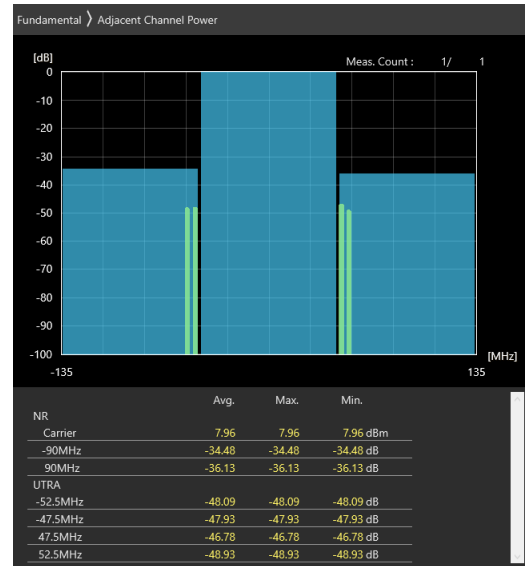 Fundamental 〉 Adjacent Channel Power
[dB]
Meas. Count : 1/ 1
0
-10
-20
-30
-40
-50
-60
-70
-80
-90
-100
[MHz]
-135 135
Avg. Max. Min.
NR
Carrier 7.96 7.96 7.96 dBm
-90MHz -34.48 -34.48 -34.48 dB
90MHz -36.13 -36.13 -36.13 dB
UTRA
-52.5MHz -48.09 -48.09 -48.09 dB
-47.5MHz -47.93 -47.93 -47.93 dB
47.5MHz -46.78 -46.78 -46.78 dB
52.5MHz -48.93 -48.93 -48.93 dB